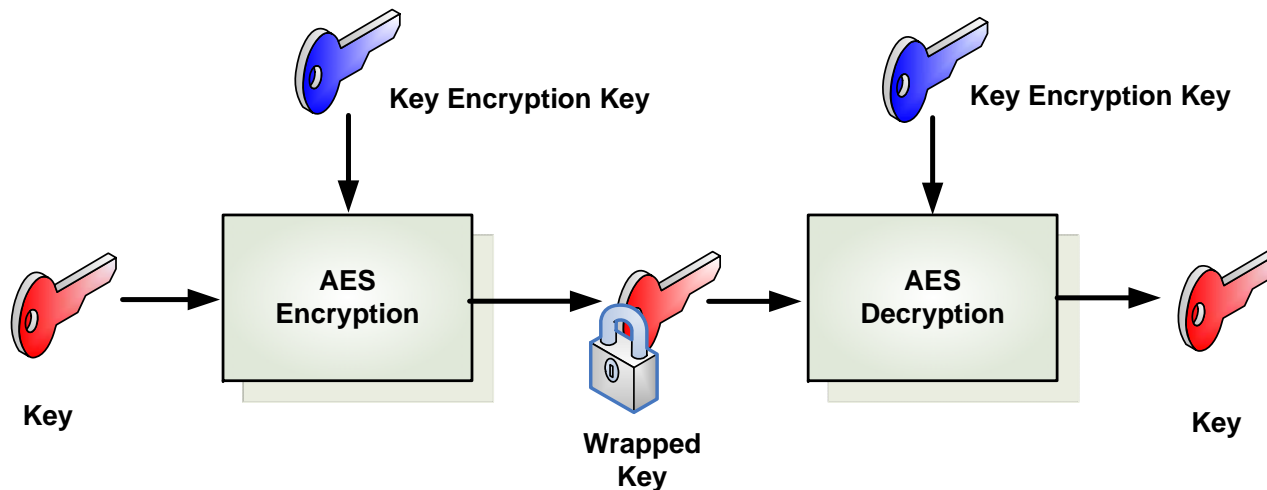 Key Encryption Key
Key Encryption Key
AES
Encryption
AES
Decryption
Key
Wrapped
Key
Key